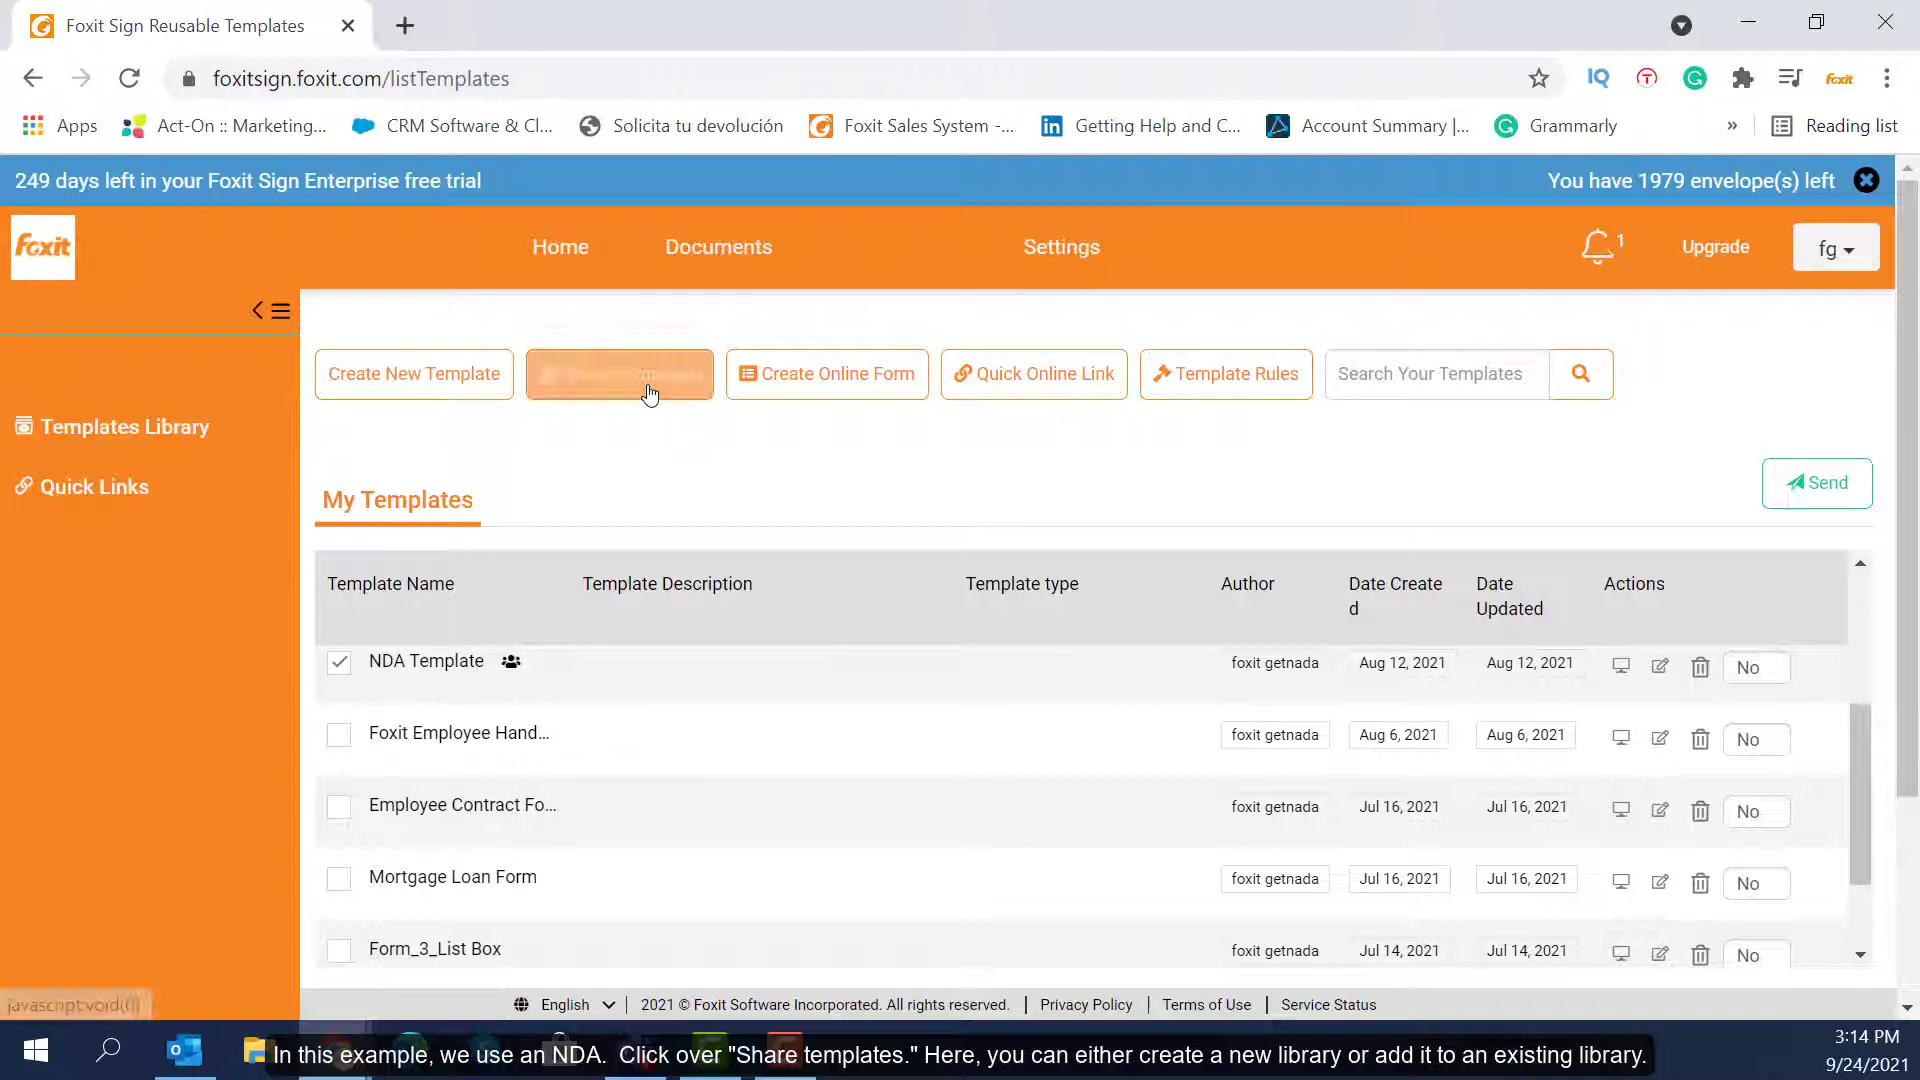 Foxit Sign Reusable Templates
foxitsign.foxit.com/listTemplates
IQ
T
G
foxit
Apps
Act-On :: Marketing...
CRM Software & Cl...
Solicita tu devolución
Foxit Sales System -...
Getting Help and C...
Account Summary |...
Grammarly
»
Reading list
249 days left in your Foxit Sign Enterprise free trial
You have 1979 envelope(s) left
foxit
Home
Documents
Settings
1
Upgrade
fg
Create New Template
Create Online Form
Quick Online Link
Template Rules
Search Your Templates
Templates Library
Quick Links
My Templates
Send
Template Name
Template Description
Template type
Author
Date Create
d
Date
Updated
Actions
NDA Template
foxit getnada
Aug 12, 2021
Aug 12, 2021
No
Foxit Employee Hand...
foxit getnada
Aug 6, 2021
Aug 6, 2021
No
Employee Contract Fo...
foxit getnada
Jul 16, 2021
Jul 16, 2021
No
Mortgage Loan Form
foxit getnada
Jul 16, 2021
Jul 16, 2021
No
Form_3_List Box
foxit getnada
Jul 14, 2021
Jul 14, 2021
No
javascript:void(0)
English
2021 © Foxit Software Incorporated. All rights reserved.
Privacy Policy
Terms of Use
Service Status
In this example, we use an NDA. Click over "Share templates." Here, you can either create a new library or add it to an existing library.
3:14 PM
9/24/2021